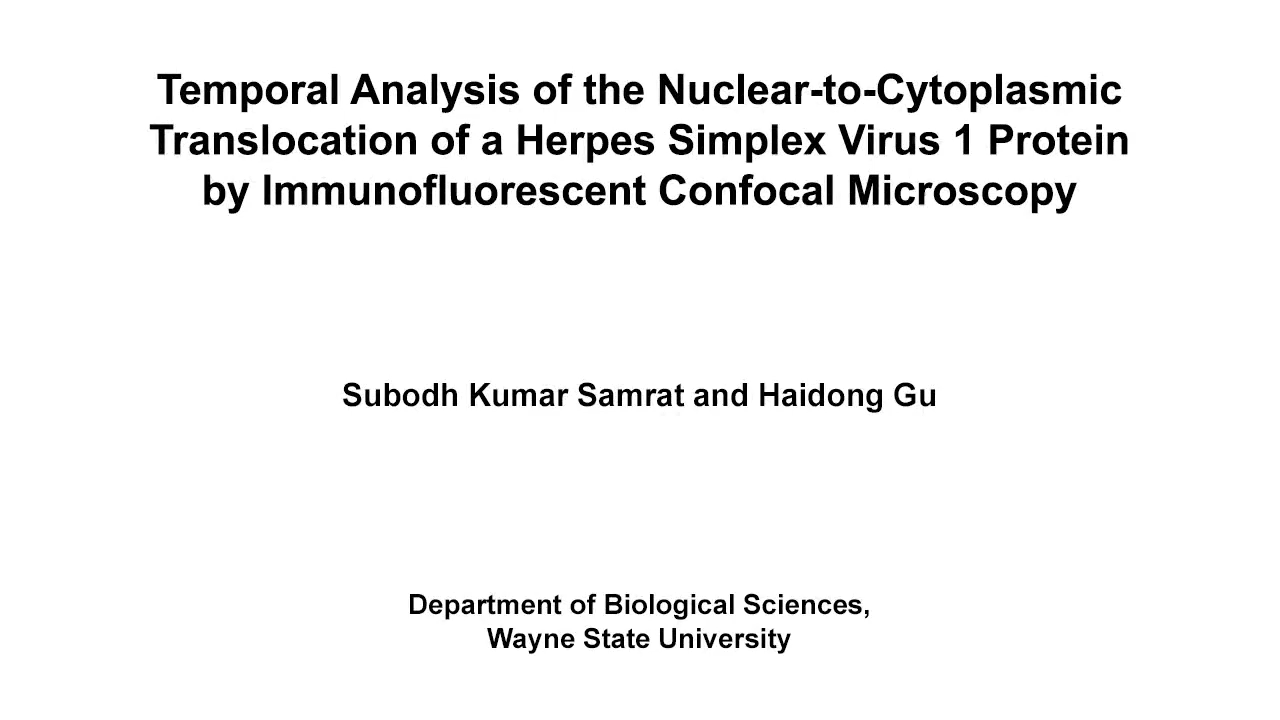 Temporal Analysis of the Nuclear-to-Cytoplasmic
Translocation of a Herpes Simplex Virus 1 Protein
by Immunofluorescent Confocal Microscopy
Subodh Kumar Samrat and Haidong Gu
Department of Biological Sciences,
Wayne State University